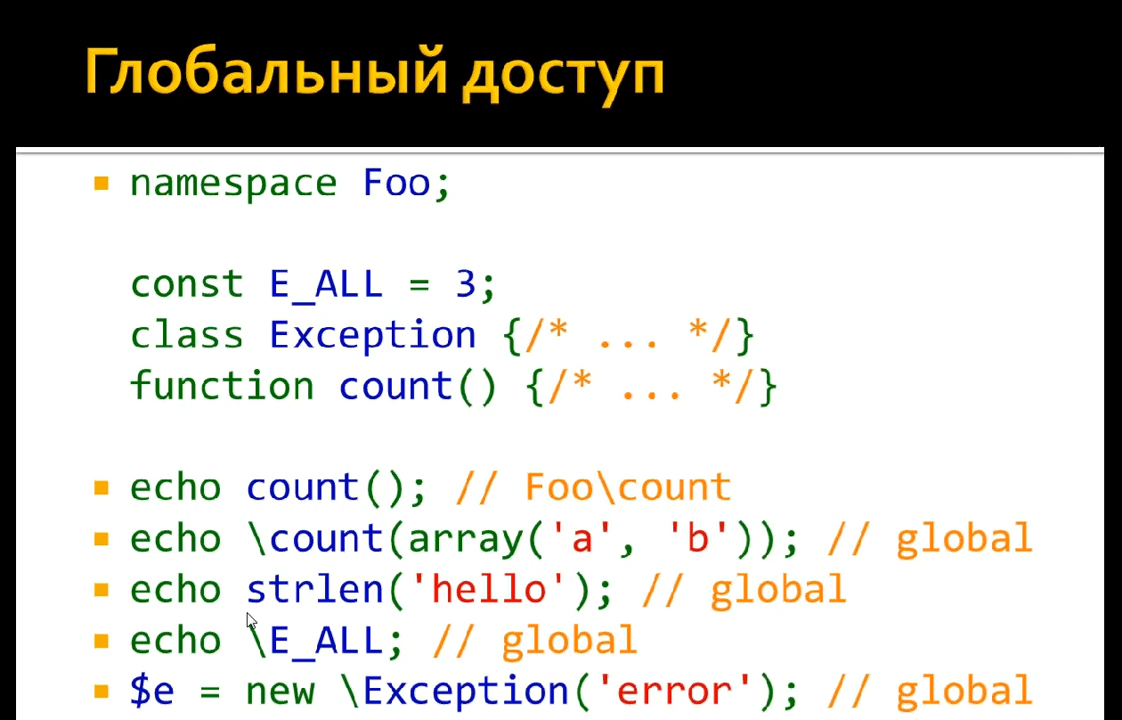 Глобальный доступ
namespace Foo;
const E_ALL = 3;
class Exception {/* ... */}
function count() {/* ... */}
echo count(); // Foo\count
echo \count(array('a', 'b')); // global
echo strlen('hello'); // global
echo \E_ALL; // global
$e = new \Exception('error'); // global